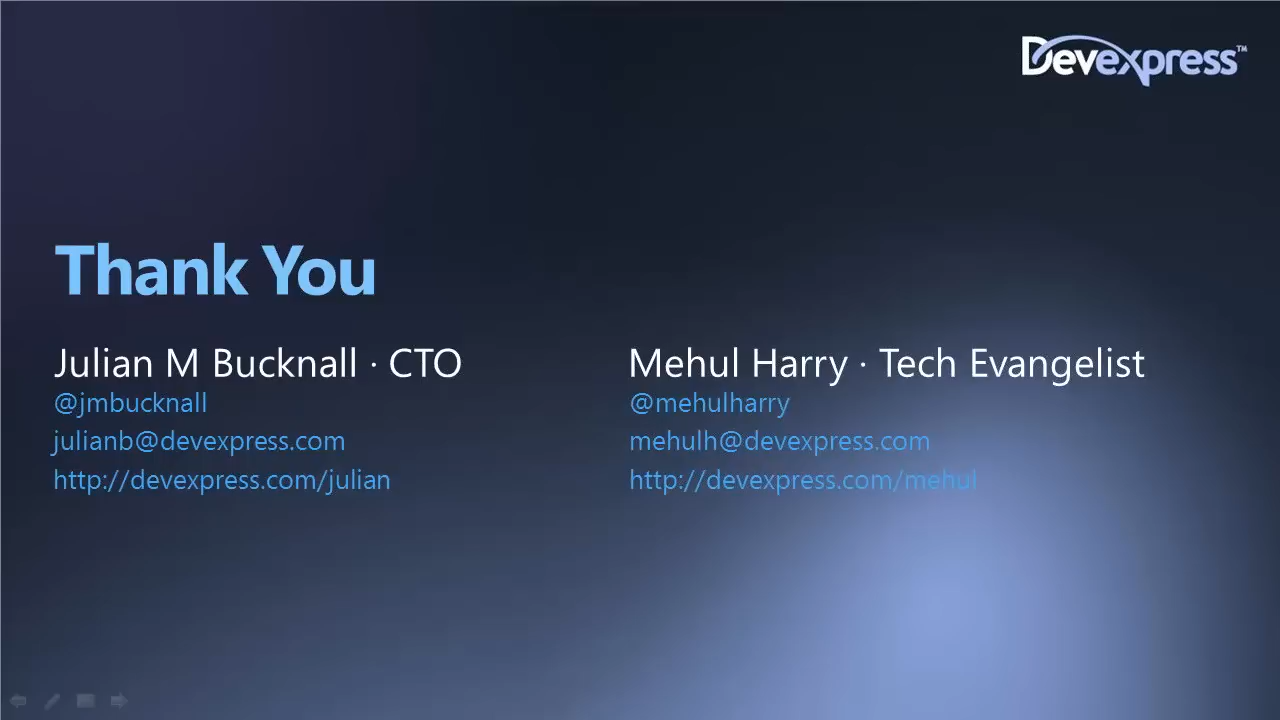 Devexpress™
Thank You
Julian M Bucknall · CTO
@jmbucknall
julianb@devexpress.com
http://devexpress.com/julian
Mehul Harry · Tech Evangelist
@mehulharry
mehulh@devexpress.com
http://devexpress.com/mehul